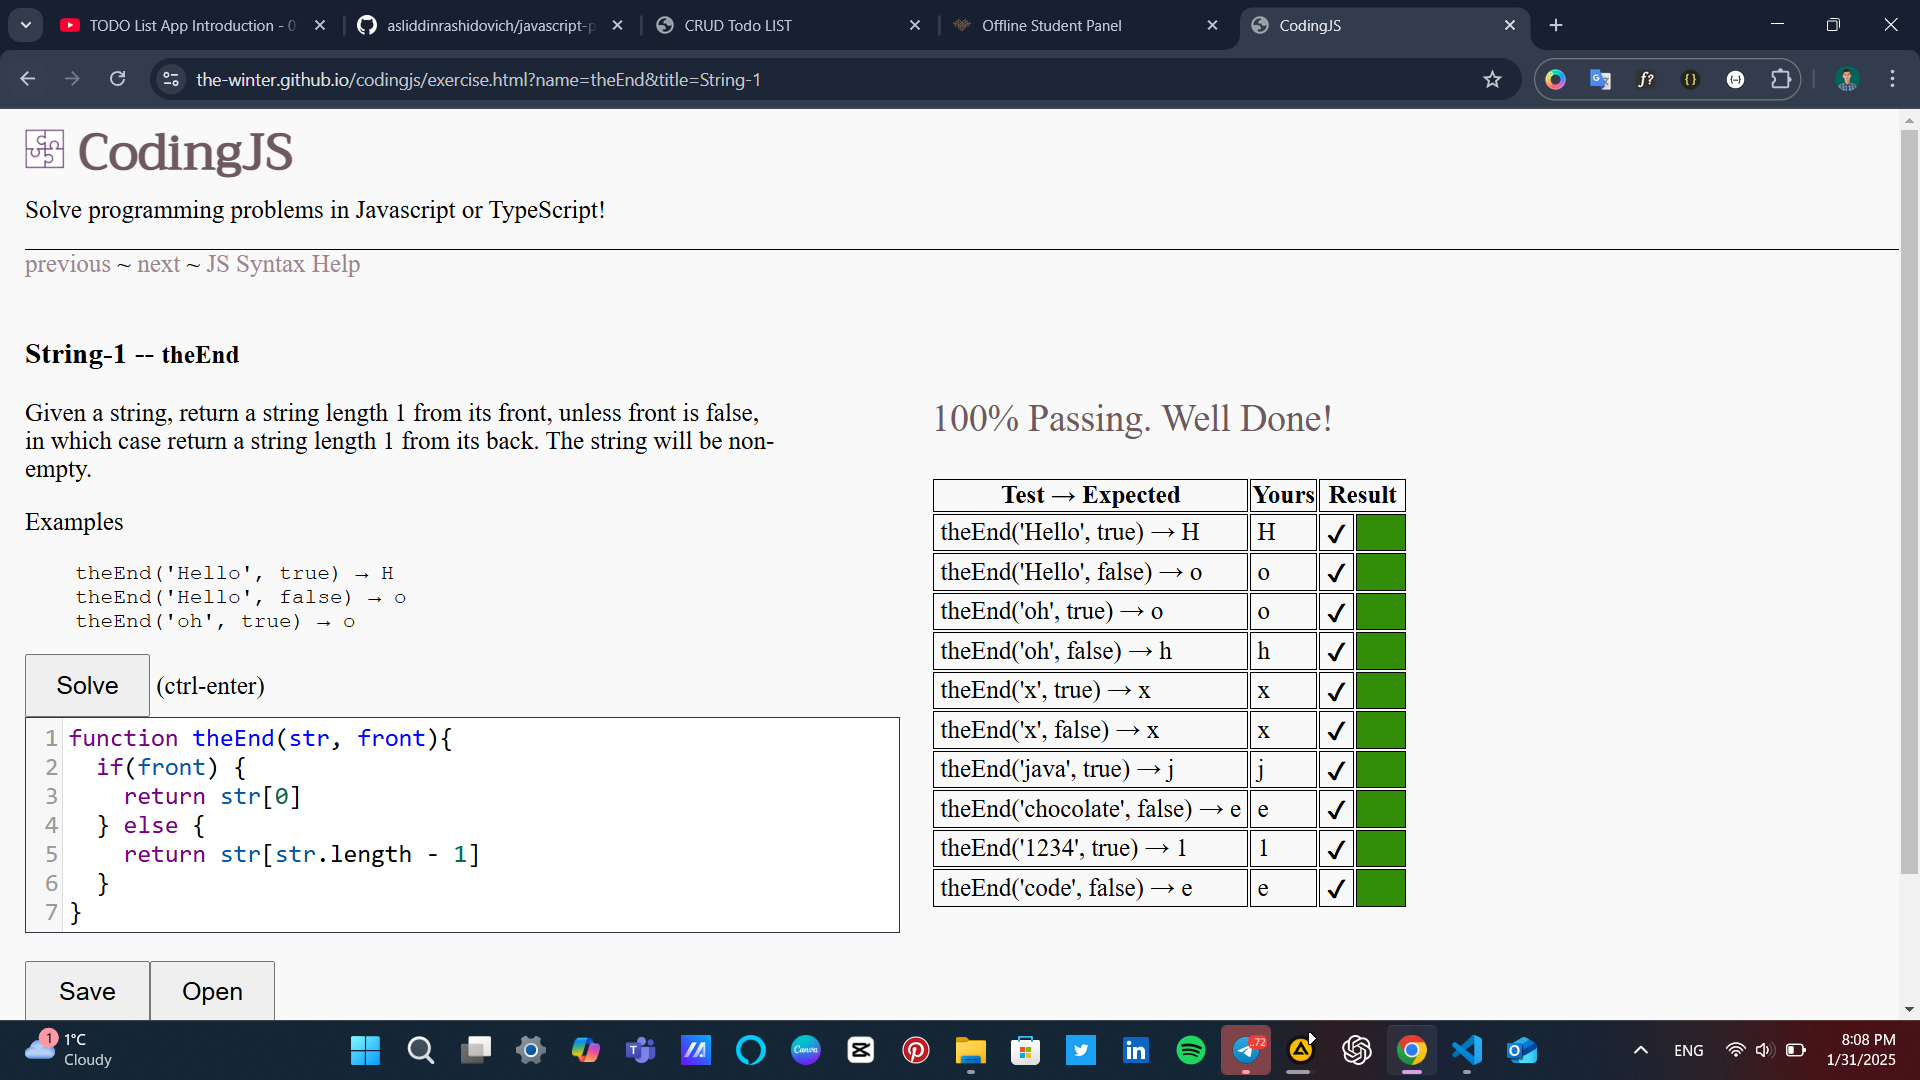 TODO List App Introduction - 0
asliddinrashidovich/javascript-p
CRUD Todo LIST
Offline Student Panel
CodingJS
the-winter.github.io/codingjs/exercise.html?name=theEnd&title=String-1
f?
CodingJS
Solve programming problems in Javascript or TypeScript!
previous ~ next ~ JS Syntax Help
String-1 -- theEnd
Given a string, return a string length 1 from its front, unless front is false,
in which case return a string length 1 from its back. The string will be non-
empty.
Examples
theEnd('Hello', true) → H
theEnd('Hello', false) → o
theEnd('oh', true) → o
Solve (ctrl-enter)
1 function theEnd(str, front){
2 if(front) {
3 return str[0]
4 } else {
5 return str[str.length - 1]
6 }
7 }
Save Open
100% Passing. Well Done!
Test → Expected Yours Result
theEnd('Hello', true) → H H ✓
theEnd('Hello', false) → o o ✓
theEnd('oh', true) → o o ✓
theEnd('oh', false) → h h ✓
theEnd('x', true) → x x ✓
theEnd('x', false) → x x ✓
theEnd('java', true) → j j ✓
theEnd('chocolate', false) → e e ✓
theEnd('1234', true) → 1 1 ✓
theEnd('code', false) → e e ✓
1
1°C
Cloudy
Canva
..72
ENG
8:08 PM
1/31/2025